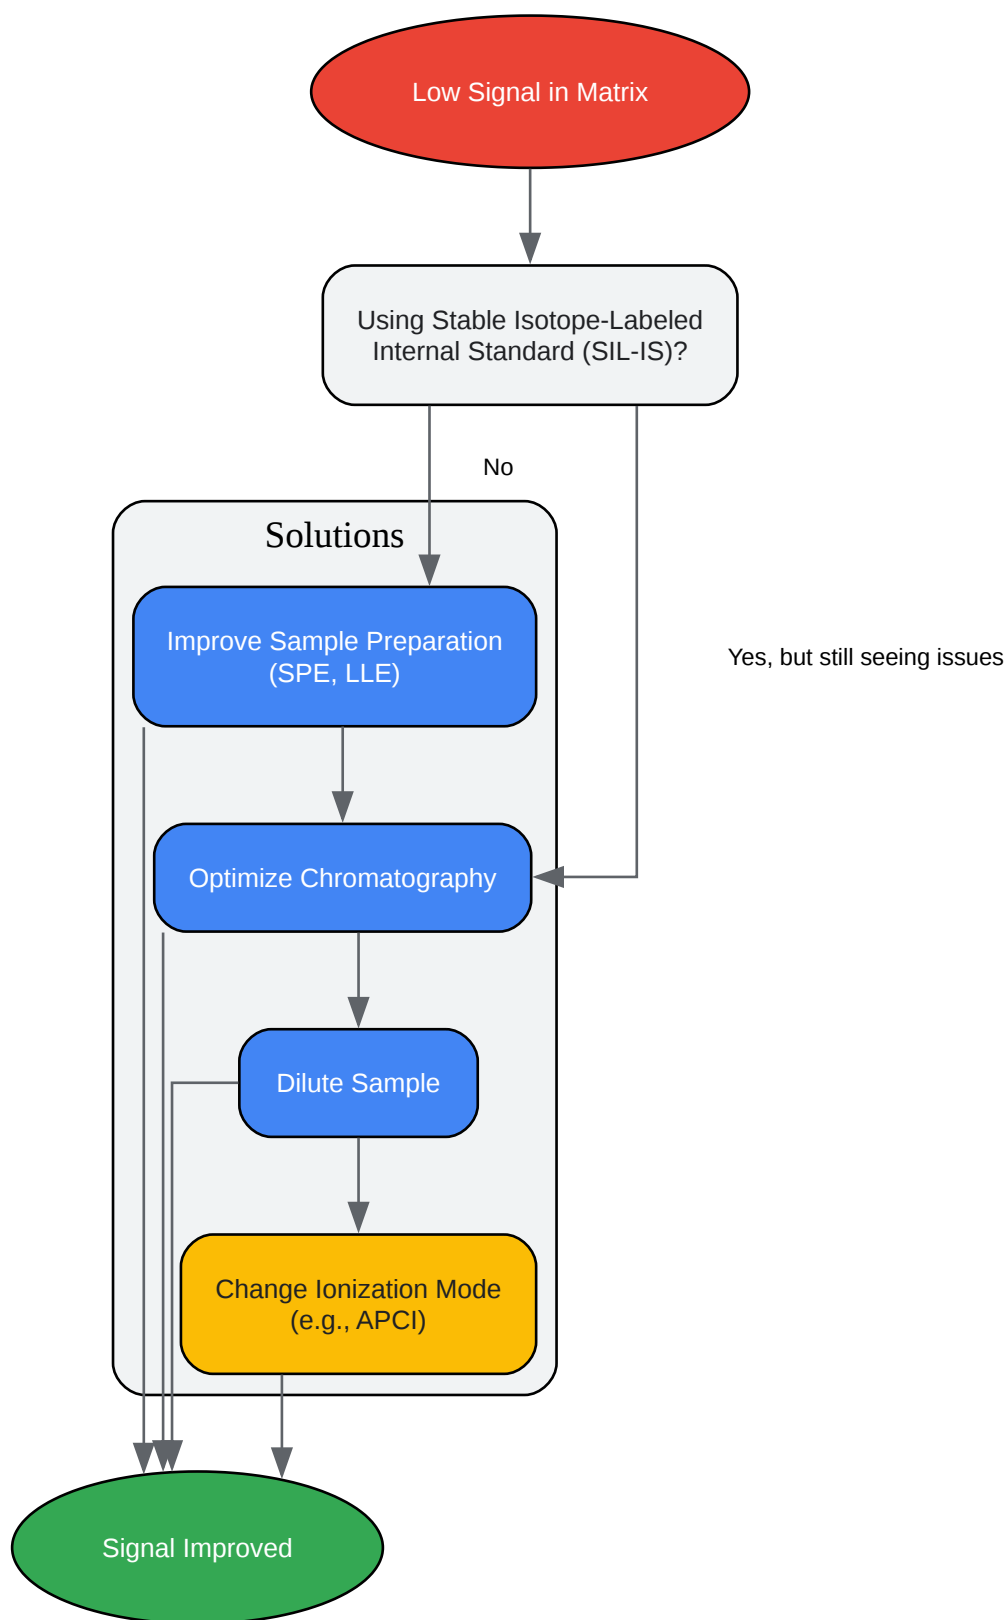 Low Signal in Matrix
Using Stable Isotope-Labeled
Internal Standard (SIL-IS)?
No
Solutions
Improve Sample Preparation
(SPE, LLE)
Yes, but still seeing issues
Optimize Chromatography
Dilute Sample
Change Ionization Mode
(e.g., APCI)
Signal Improved